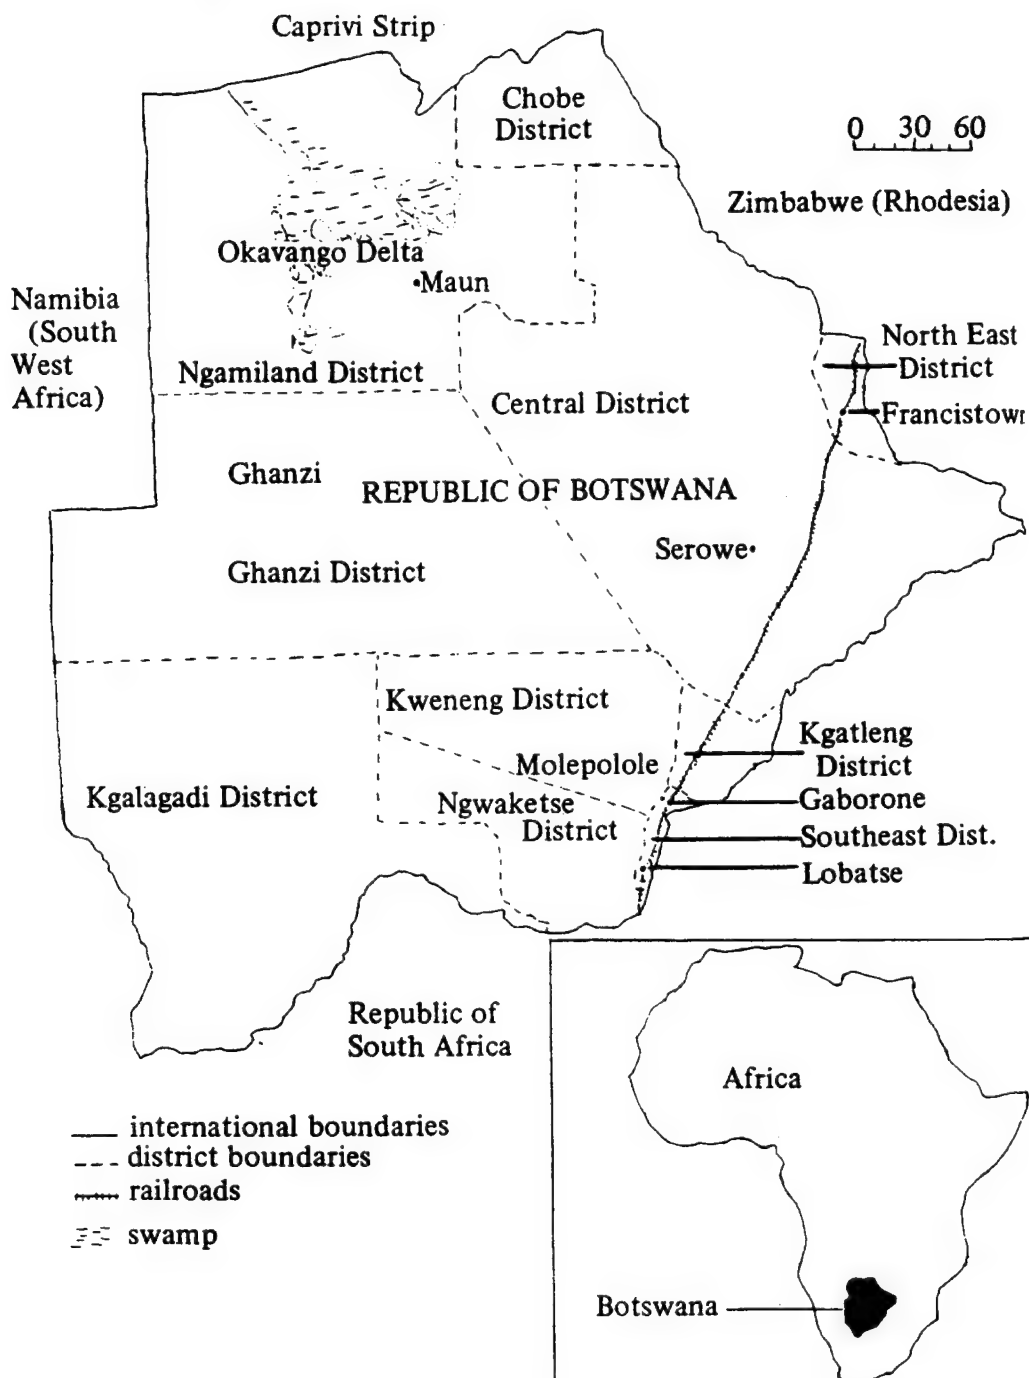 Caprivi Strip
Chobe
District
0 30 60
Zimbabwe (Rhodesia)
Okavango Delta
Maun
Namibia
(South
West
Africa)
North East
District
Ngamiland District
Central District
Francistown
Ghanzi
REPUBLIC OF BOTSWANA
Serowe
Ghanzi District
Kweneng District
Kgatleng
District
Molepolole
Kgalagadi District
Ngwaketse
District
Gaborone
Southeast Dist.
Lobatse
Republic of
South Africa
Africa
international boundaries
district boundaries
railroads
swamp
Botswana